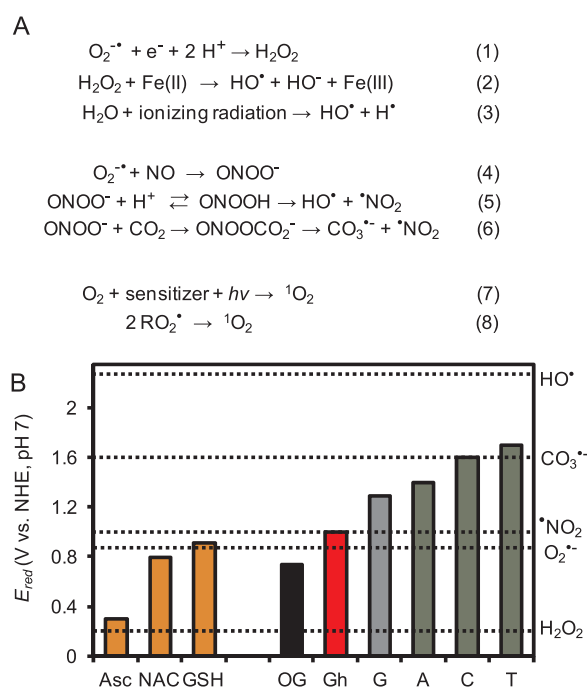 A
O₂⁻• + e⁻ + 2 H⁺ → H₂O₂ (1)
H₂O₂ + Fe(II) → HO• + HO⁻ + Fe(III) (2)
H₂O + ionizing radiation → HO• + H• (3)
O₂⁻• + NO → ONOO⁻ (4)
ONOO⁻ + H⁺ ⇄ ONOOH → HO• + •NO₂ (5)
ONOO⁻ + CO₂ → ONOOCO₂⁻ → CO₃•⁻ + •NO₂ (6)
O₂ + sensitizer + hv → ¹O₂ (7)
2 RO₂• → ¹O₂ (8)
B
E_red (V vs. NHE, pH 7)
2
1.6
1.2
0.8
0.4
0
HO•
CO₃•⁻
•NO₂
O₂•⁻
H₂O₂
Asc NAC GSH OG Gh G A C T